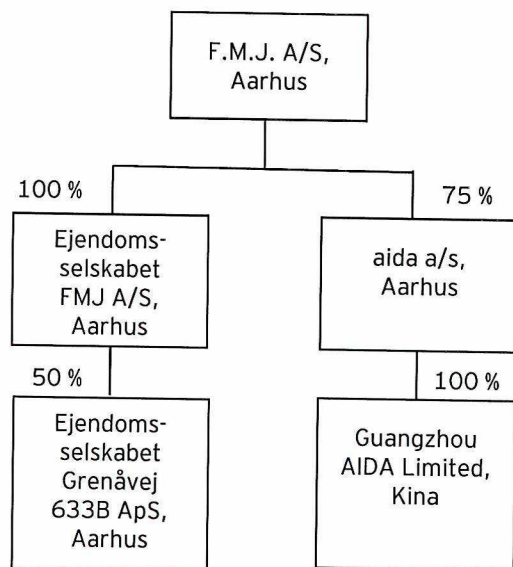 F.M.J. A/S,
Aarhus
100 %
75 %
Ejendoms-
selskabet
FMJ A/S,
Aarhus
aida a/s,
Aarhus
50 %
100 %
Ejendoms-
selskabet
Grenåvej
633B ApS,
Aarhus
Guangzhou
AIDA Limited,
Kina